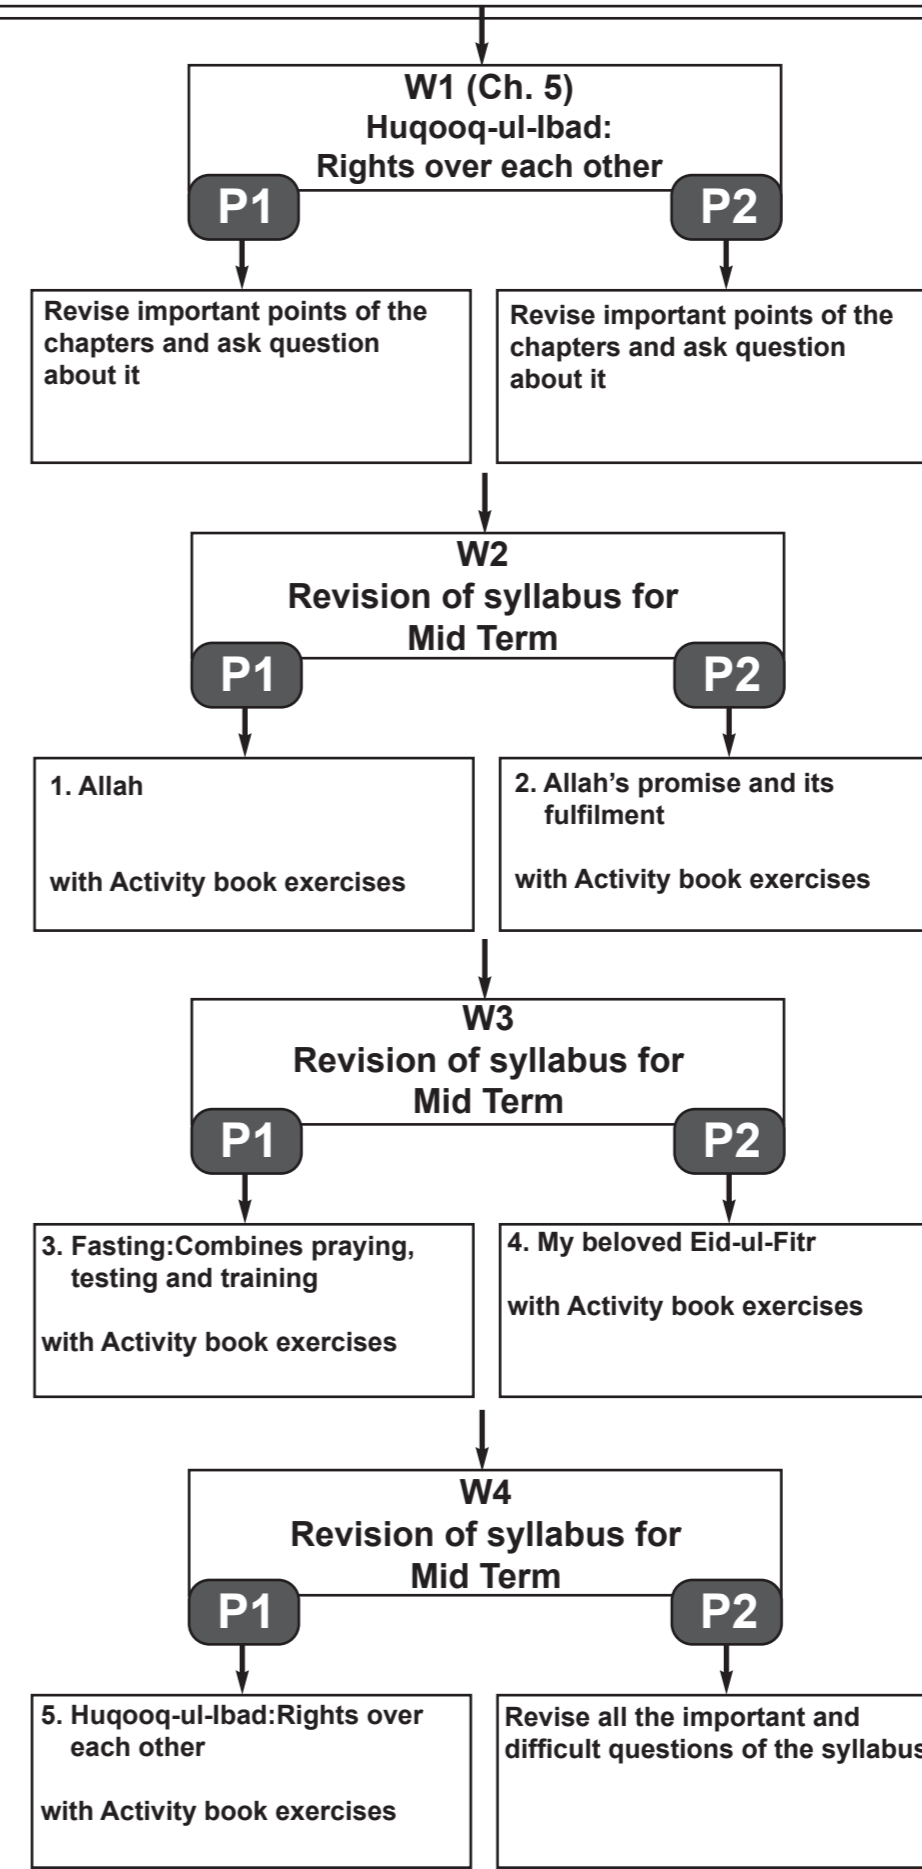 W1 (Ch. 5)
Huqooq-ul-Ibad:
Rights over each other
P1
P2
Revise important points of the
chapters and ask question
about it
Revise important points of the
chapters and ask question
about it
W2
Revision of syllabus for
Mid Term
P1
P2
1. Allah
with Activity book exercises
2. Allah’s promise and its
fulfilment
with Activity book exercises
W3
Revision of syllabus for
Mid Term
P1
P2
3. Fasting:Combines praying,
testing and training
with Activity book exercises
4. My beloved Eid-ul-Fitr
with Activity book exercises
W4
Revision of syllabus for
Mid Term
P1
P2
5. Huqooq-ul-Ibad:Rights over
each other
with Activity book exercises
Revise all the important and
difficult questions of the syllabus